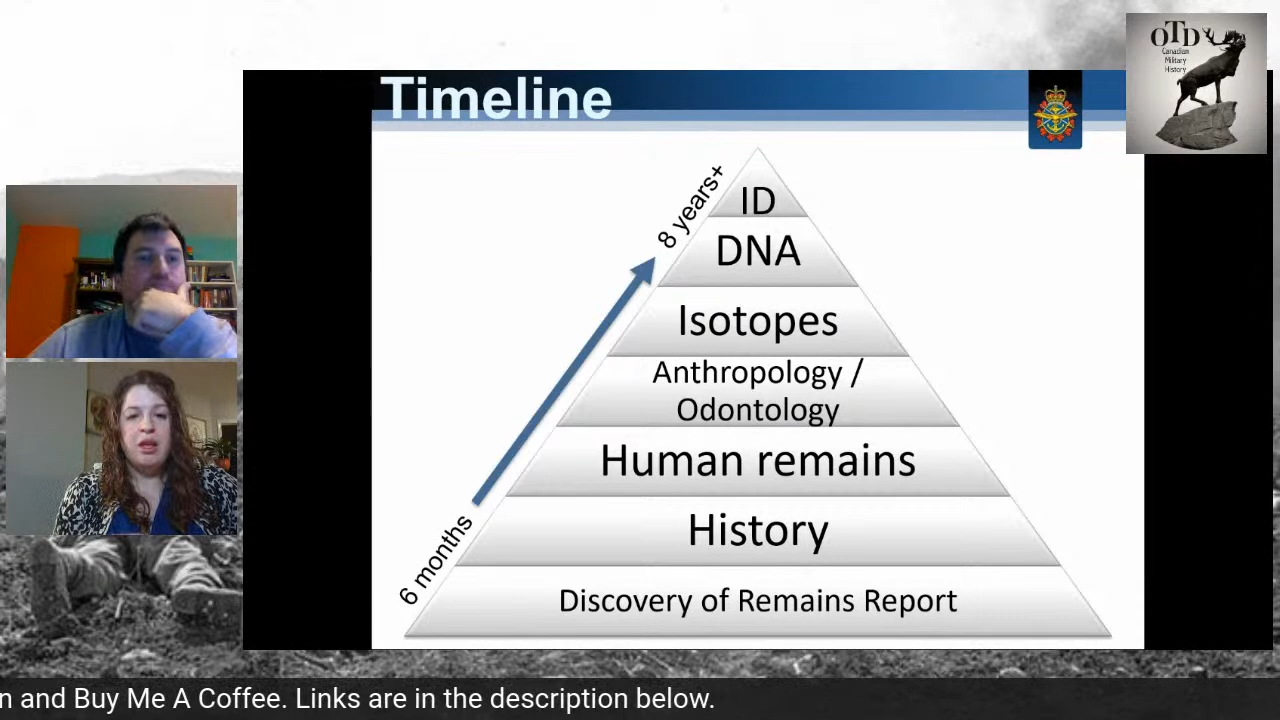 Timeline
OTD
Canadian
Military
History
8 years+
ID
DNA
Isotopes
Anthropology /
Odontology
Human remains
History
6 months
Discovery of Remains Report
n and Buy Me A Coffee. Links are in the description below.